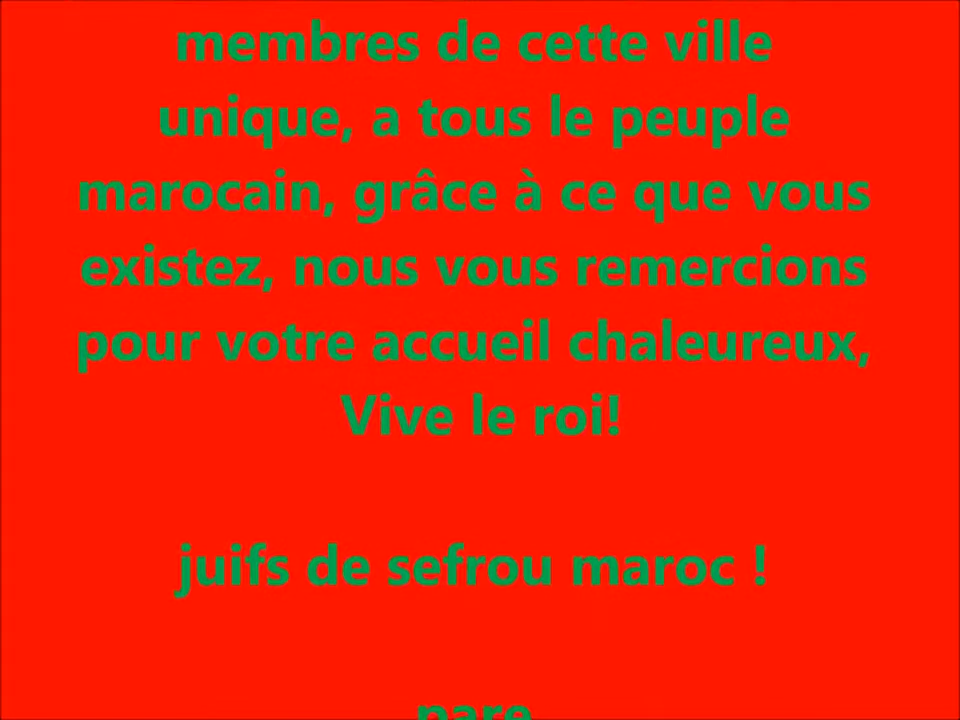 membres de cette ville
unique, a tous le peuple
marocain, grâce à ce que vous
existez, nous vous remercions
pour votre accueil chaleureux,
Vive le roi!
juifs de sefrou maroc !
pare